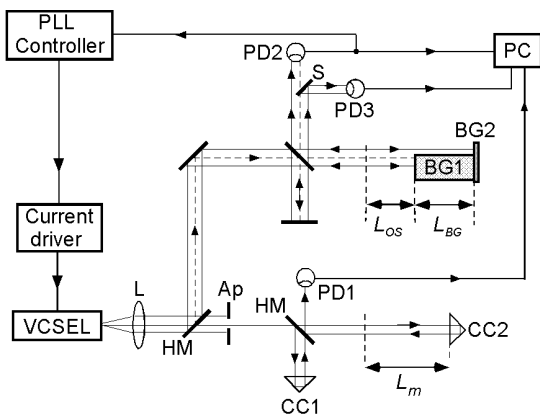 PLL
Controller
PD2
PC
S
PD3
BG2
BG1
Current
driver
L_OS
L_BG
L
Ap
PD1
VCSEL
HM
HM
CC2
L_m
CC1